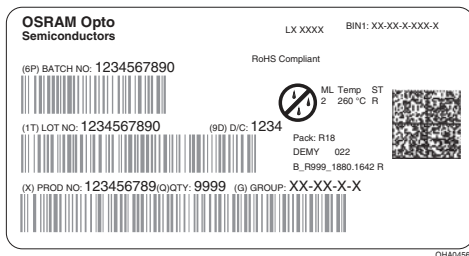 OSRAM Opto
Semiconductors
LX XXXX
BIN1: XX-XX-X-XXX-X
RoHS Compliant
(6P) BATCH NO: 1234567890
ML Temp ST
2 260 °C R
(1T) LOT NO: 1234567890 (9D) D/C: 1234
Pack: R18
DEMY 022
B_R999_1880.1642 R
(X) PROD NO: 123456789(Q)QTY: 9999 (G) GROUP: XX-XX-X-X
OHA04563